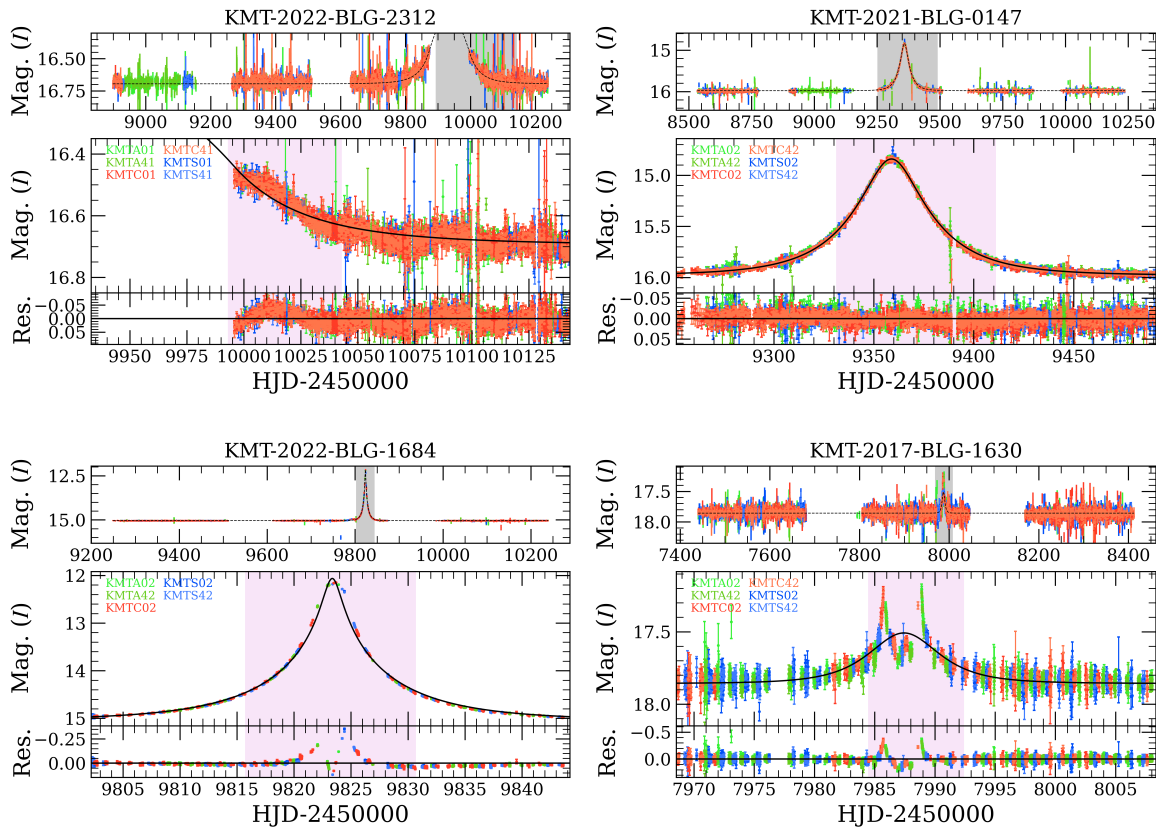 KMT-2022-BLG-2312
Mag. (I)
16.50
16.75
9000 9200 9400 9600 9800 10000 10200
Mag. (I)
16.4
16.6
16.8
KMTA01 KMTC41
KMTA41 KMTS01
KMTC01 KMTS41
Res.
−0.05
0.00
0.05
9950 9975 10000 10025 10050 10075 10100 10125
HJD-2450000
KMT-2021-BLG-0147
Mag. (I)
15
16
8500 8750 9000 9250 9500 9750 10000 10250
Mag. (I)
15.0
15.5
16.0
KMTA02 KMTC42
KMTA42 KMTS02
KMTC02 KMTS42
Res.
−0.05
0.00
0.05
9300 9350 9400 9450
HJD-2450000
KMT-2022-BLG-1684
Mag. (I)
12.5
15.0
9200 9400 9600 9800 10000 10200
Mag. (I)
12
13
14
15
KMTA02 KMTS02
KMTA42 KMTS42
KMTC02
Res.
−0.25
0.00
9805 9810 9815 9820 9825 9830 9835 9840
HJD-2450000
KMT-2017-BLG-1630
Mag. (I)
17.5
18.0
7400 7600 7800 8000 8200 8400
Mag. (I)
17.5
18.0
KMTA02 KMTC42
KMTA42 KMTS02
KMTC02 KMTS42
Res.
−0.5
0.0
7970 7975 7980 7985 7990 7995 8000 8005
HJD-2450000